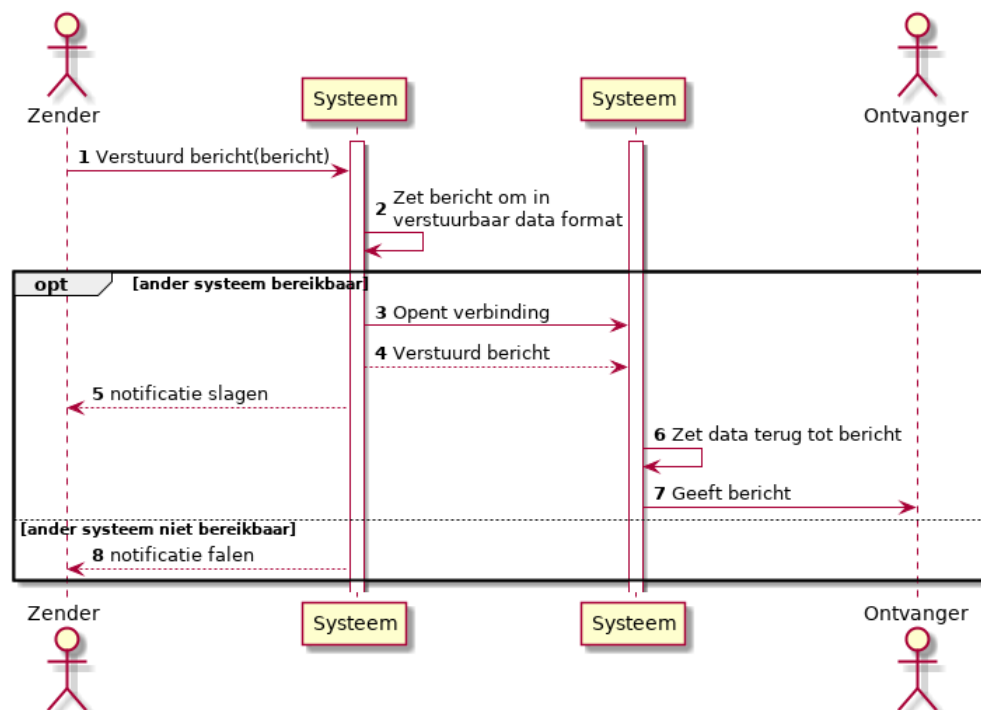 Zender
Systeem
Systeem
Ontvanger
1 Verstuurd bericht(bericht)
2 Zet bericht om in
verstuurbaar data format
opt [ander systeem bereikbaar]
3 Opent verbinding
4 Verstuurd bericht
5 notificatie slagen
6 Zet data terug tot bericht
7 Geeft bericht
[ander systeem niet bereikbaar]
8 notificatie falen
Zender
Systeem
Systeem
Ontvanger